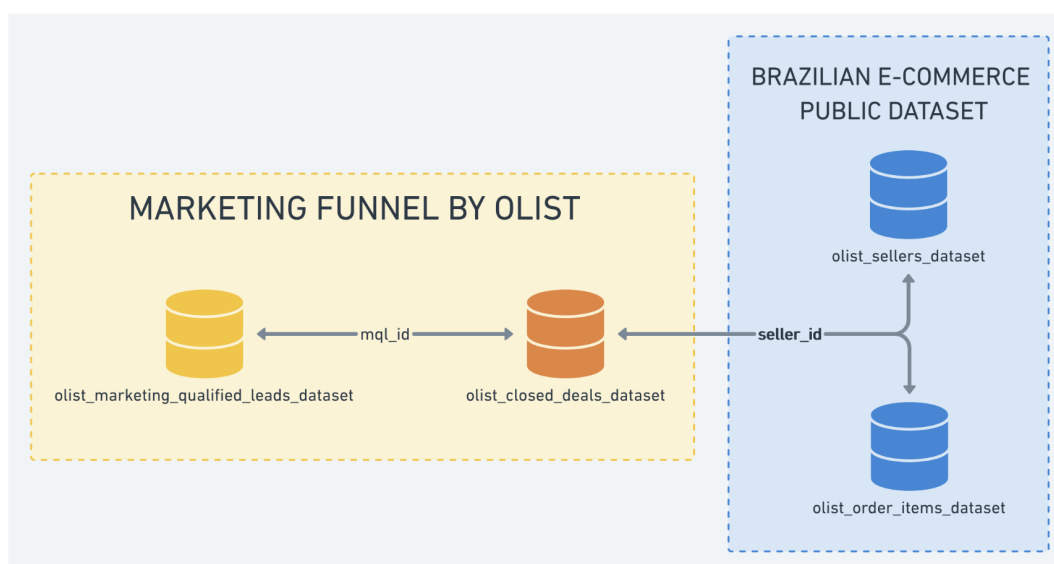 BRAZILIAN E-COMMERCE
PUBLIC DATASET
olist_sellers_dataset
MARKETING FUNNEL BY OLIST
mql_id
seller_id
olist_marketing_qualified_leads_dataset
olist_closed_deals_dataset
olist_order_items_dataset